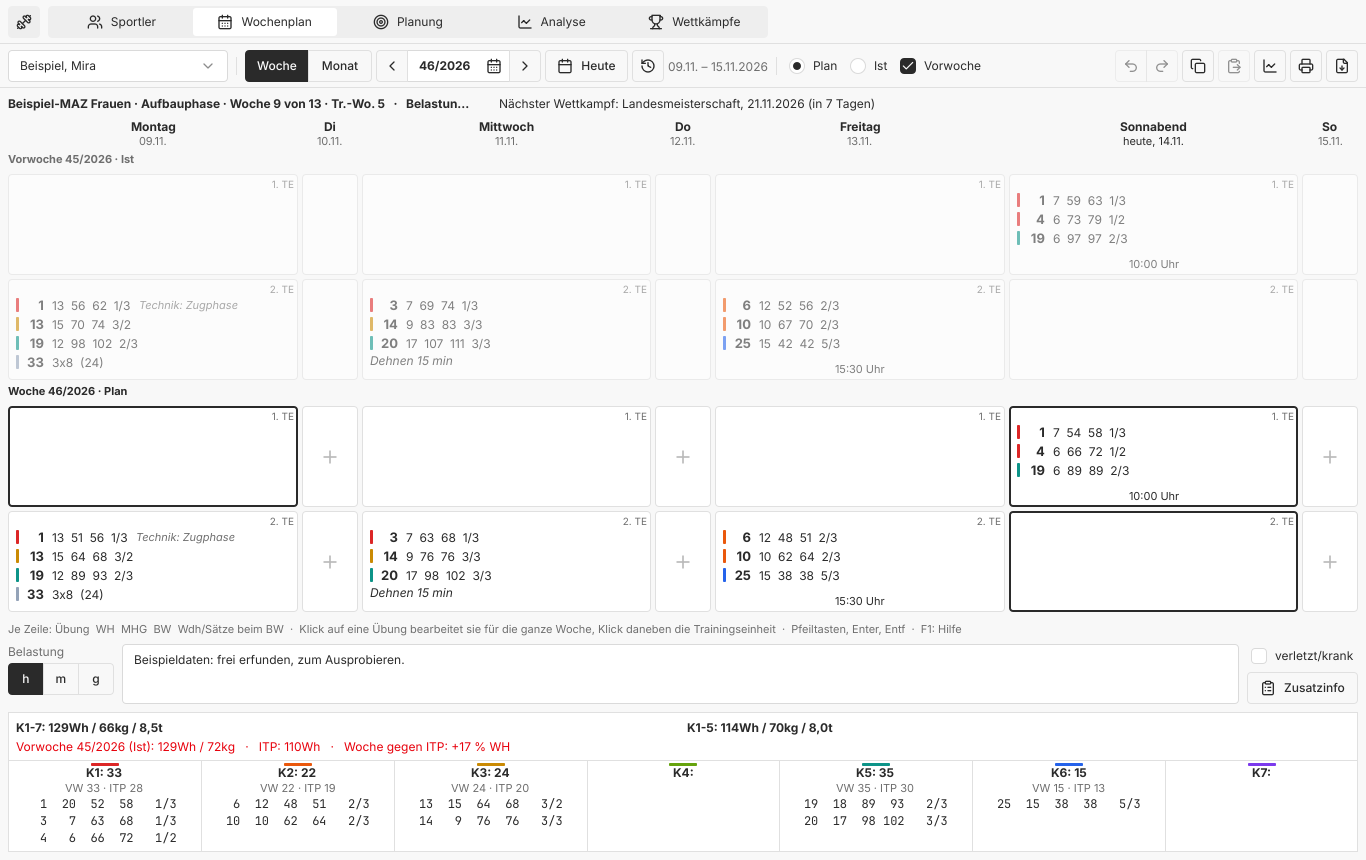 Sportler Wochenplan Planung Analyse Wettkämpfe
Beispiel, Mira Woche Monat 46/2026 Heute 09.11. – 15.11.2026 Plan Ist Vorwoche
Beispiel-MAZ Frauen · Aufbauphase · Woche 9 von 13 · Tr.-Wo. 5 · Belastun… Nächster Wettkampf: Landesmeisterschaft, 21.11.2026 (in 7 Tagen)
Montag Di Mittwoch Do Freitag Sonnabend So
09.11. 10.11. 11.11. 12.11. 13.11. heute, 14.11. 15.11.
Vorwoche 45/2026 · Ist
1. TE 1. TE 1. TE 1. TE
1 7 59 63 1/3
4 6 73 79 1/2
19 6 97 97 2/3
10:00 Uhr
2. TE 2. TE 2. TE 2. TE
1 13 56 62 1/3 Technik: Zugphase 3 7 69 74 1/3 6 12 52 56 2/3
13 15 70 74 3/2 14 9 83 83 3/3 10 10 67 70 2/3
19 12 98 102 2/3 20 17 107 111 3/3 25 15 42 42 5/3
33 3x8 (24) Dehnen 15 min
15:30 Uhr
Woche 46/2026 · Plan
1. TE 1. TE 1. TE 1. TE
1 7 54 58 1/3
4 6 66 72 1/2
19 6 89 89 2/3
10:00 Uhr
2. TE 2. TE 2. TE 2. TE
1 13 51 56 1/3 Technik: Zugphase 3 7 63 68 1/3 6 12 48 51 2/3
13 15 64 68 3/2 14 9 76 76 3/3 10 10 62 64 2/3
19 12 89 93 2/3 20 17 98 102 3/3 25 15 38 38 5/3
33 3x8 (24) Dehnen 15 min
15:30 Uhr
Je Zeile: Übung WH MHG BW Wdh/Sätze beim BW · Klick auf eine Übung bearbeitet sie für die ganze Woche, Klick daneben die Trainingseinheit · Pfeiltasten, Enter, Entf · F1: Hilfe
Belastung
h m g
Beispieldaten: frei erfunden, zum Ausprobieren.
verletzt/krank
Zusatzinfo
K1-7: 129Wh / 66kg / 8,5t K1-5: 114Wh / 70kg / 8,0t
Vorwoche 45/2026 (Ist): 129Wh / 72kg · ITP: 110Wh · Woche gegen ITP: +17 % WH
K1: 33 K2: 22 K3: 24 K4: K5: 35 K6: 15 K7:
VW 33 · ITP 28 VW 22 · ITP 19 VW 24 · ITP 20 VW 35 · ITP 30 VW 15 · ITP 13
1 20 52 58 1/3 6 12 48 51 2/3 13 15 64 68 3/2 19 18 89 93 2/3 25 15 38 38 5/3
3 7 63 68 1/3 10 10 62 64 2/3 14 9 76 76 3/3 20 17 98 102 3/3
4 6 66 72 1/2